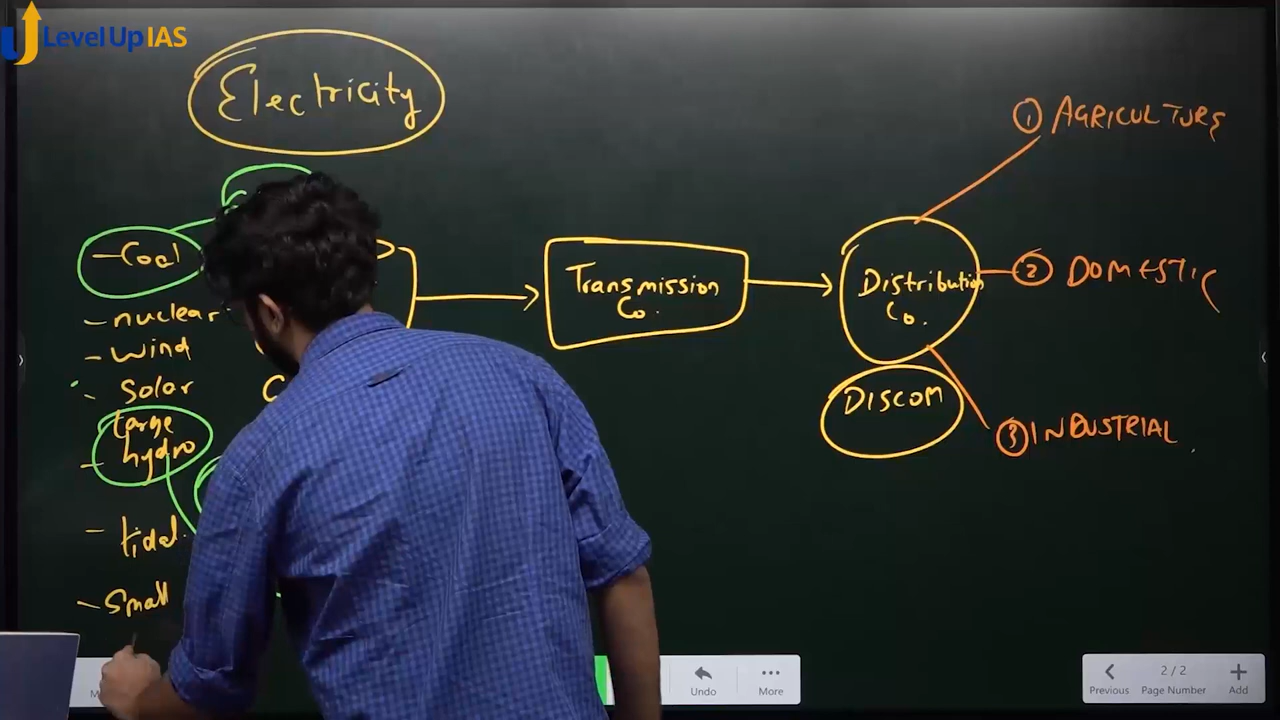 Level Up IAS
Electricity
- Coal
- nuclear
- wind
- solar
large
- hydro
- tidal
- Small
Transmission
Co.
Distribution
Co.
DISCOM
1 AGRICULTURE
2 DOMESTIC
3 INDUSTRIAL
Undo
More
Previous
2 / 2
Page Number
Add